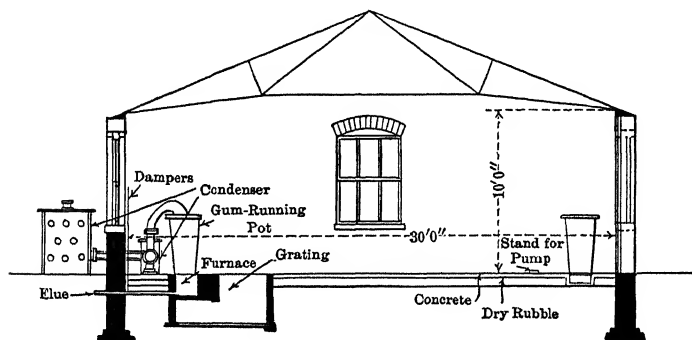 Dampers
Condenser
Gum-Running
Pot
10'0"
30'0"
Furnace
Grating
Stand for
Pump
Elue
Concrete
Dry Rubble